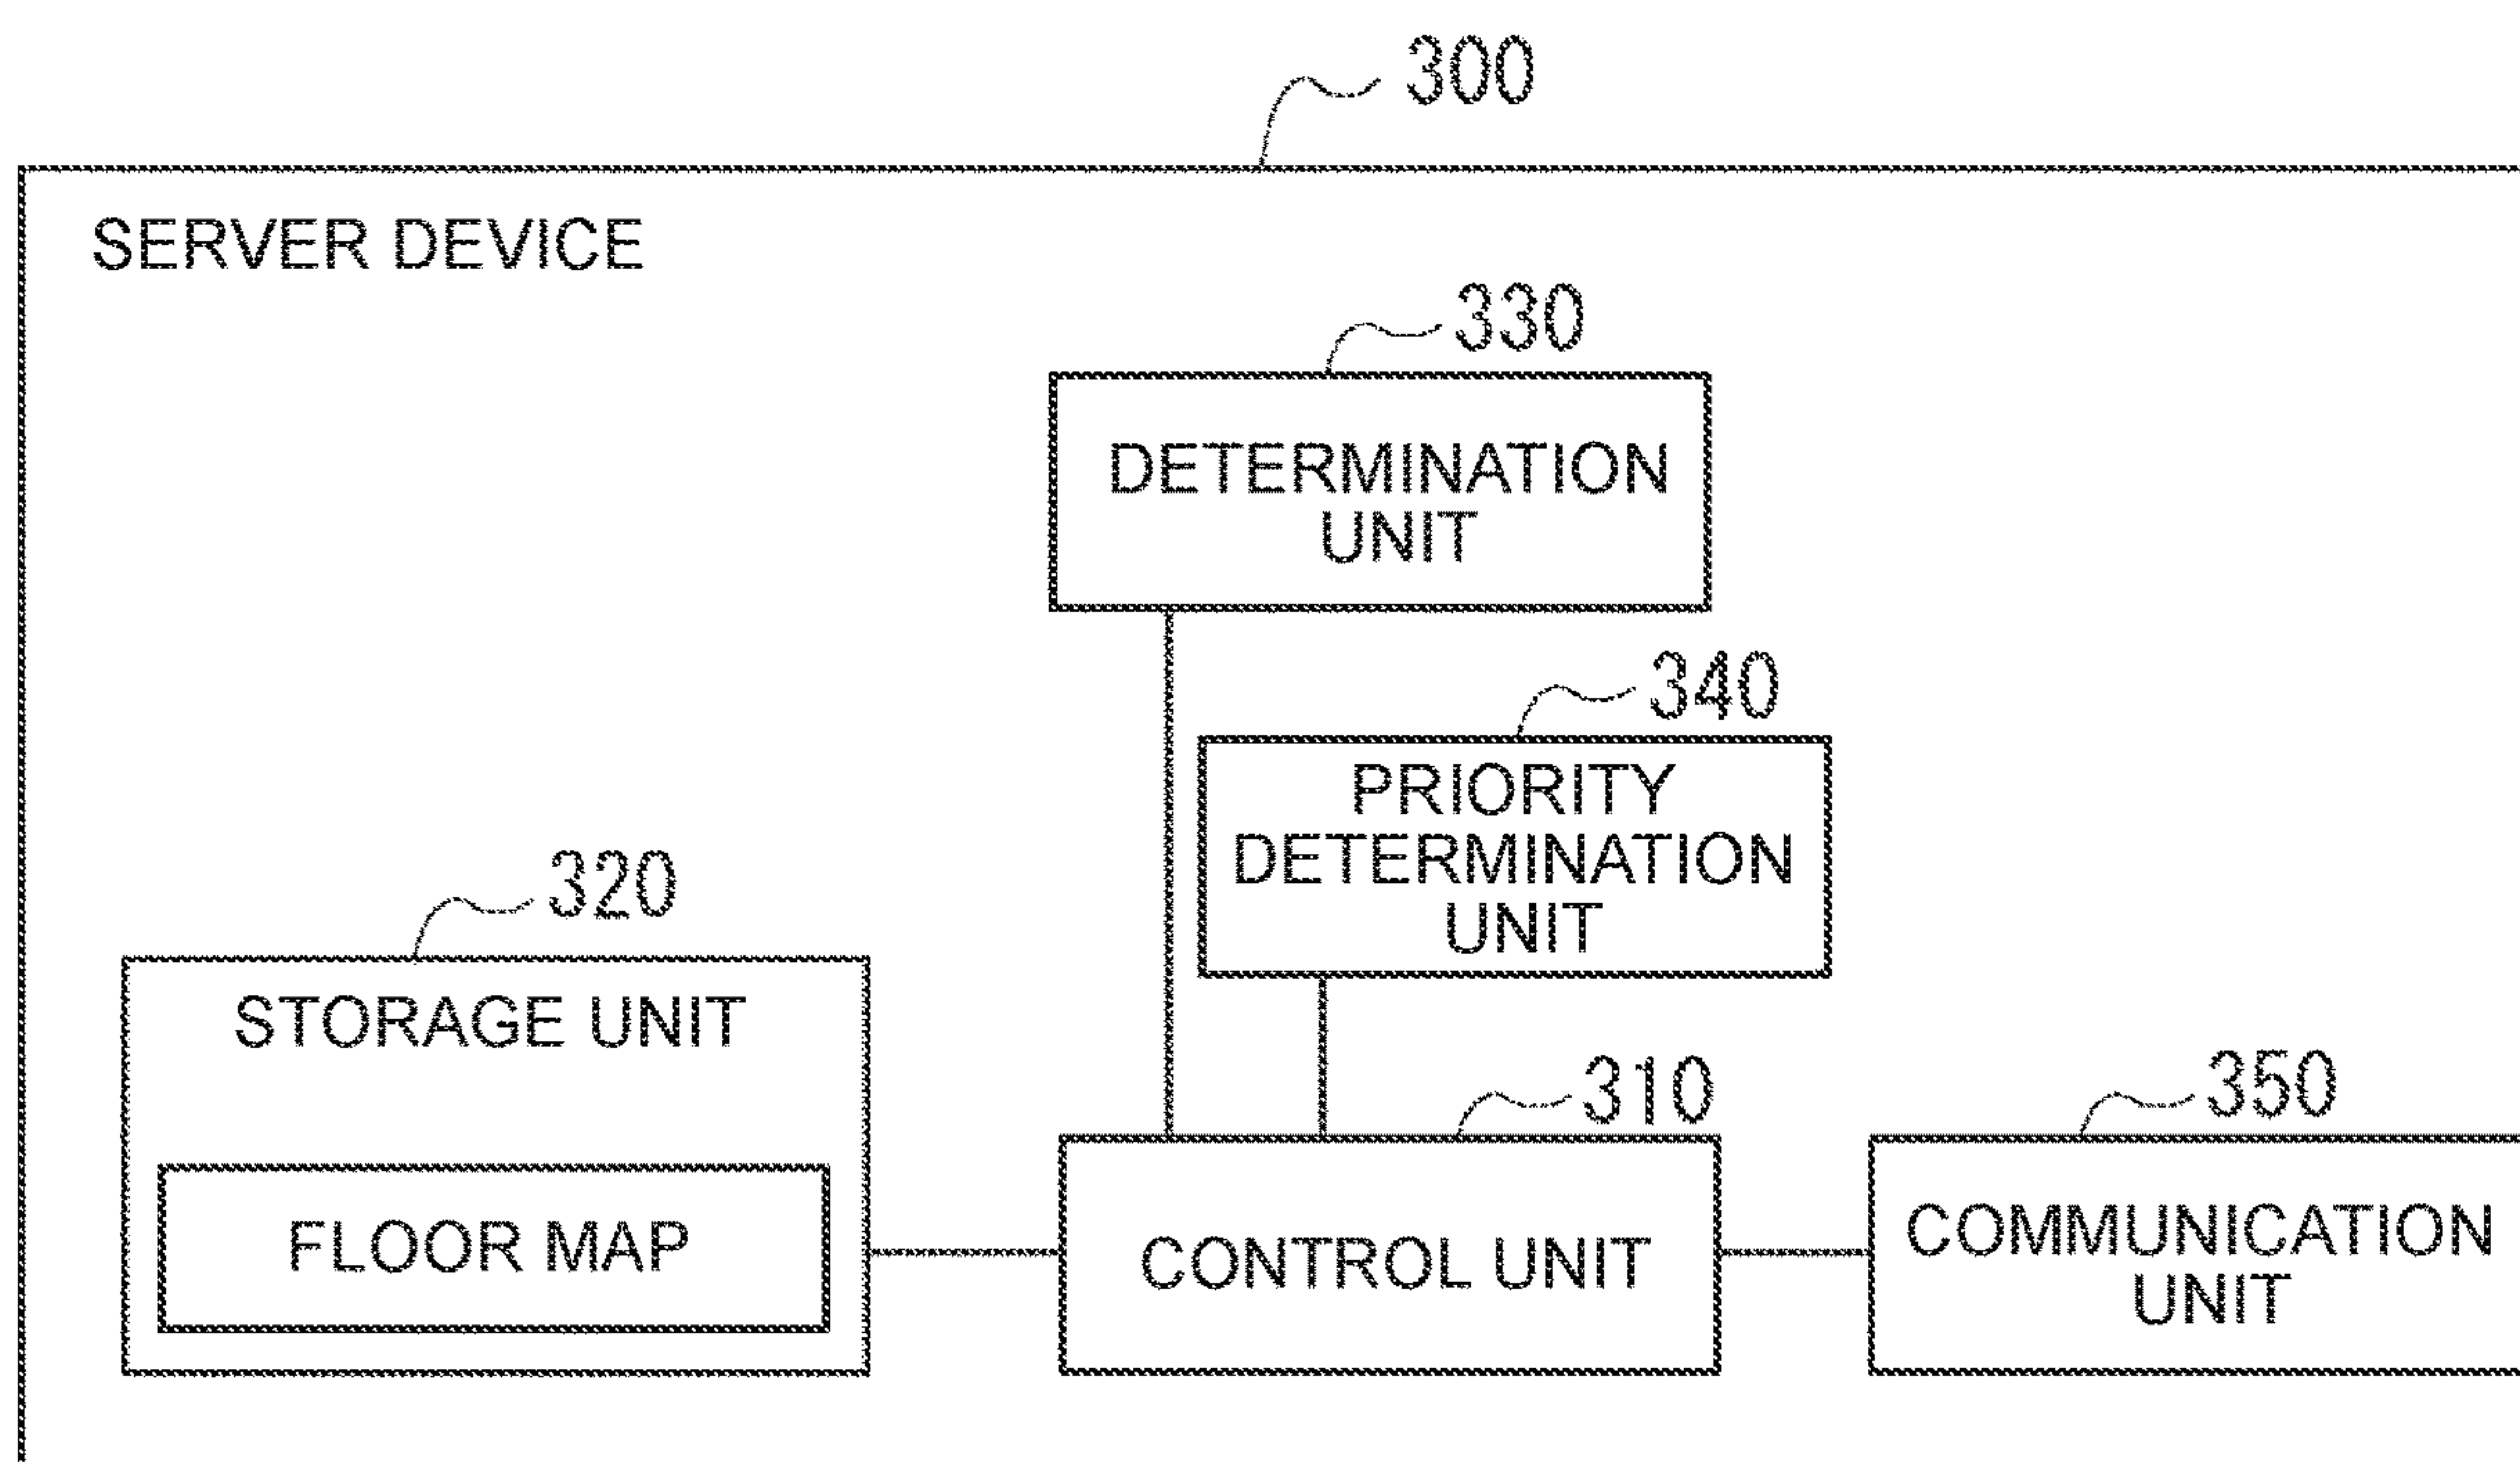 300
SERVER DEVICE
330
DETERMINATION
UNIT
340
PRIORITY
DETERMINATION
UNIT
320
STORAGE UNIT
FLOOR MAP
310
CONTROL UNIT
350
COMMUNICATION
UNIT